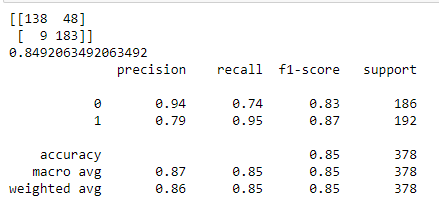 [[138  48]
 [  9 183]]
0.8492063492063492
              precision    recall  f1-score   support

           0       0.94      0.74      0.83       186
           1       0.79      0.95      0.87       192

    accuracy                           0.85       378
   macro avg       0.87      0.85      0.85       378
weighted avg       0.86      0.85      0.85       378